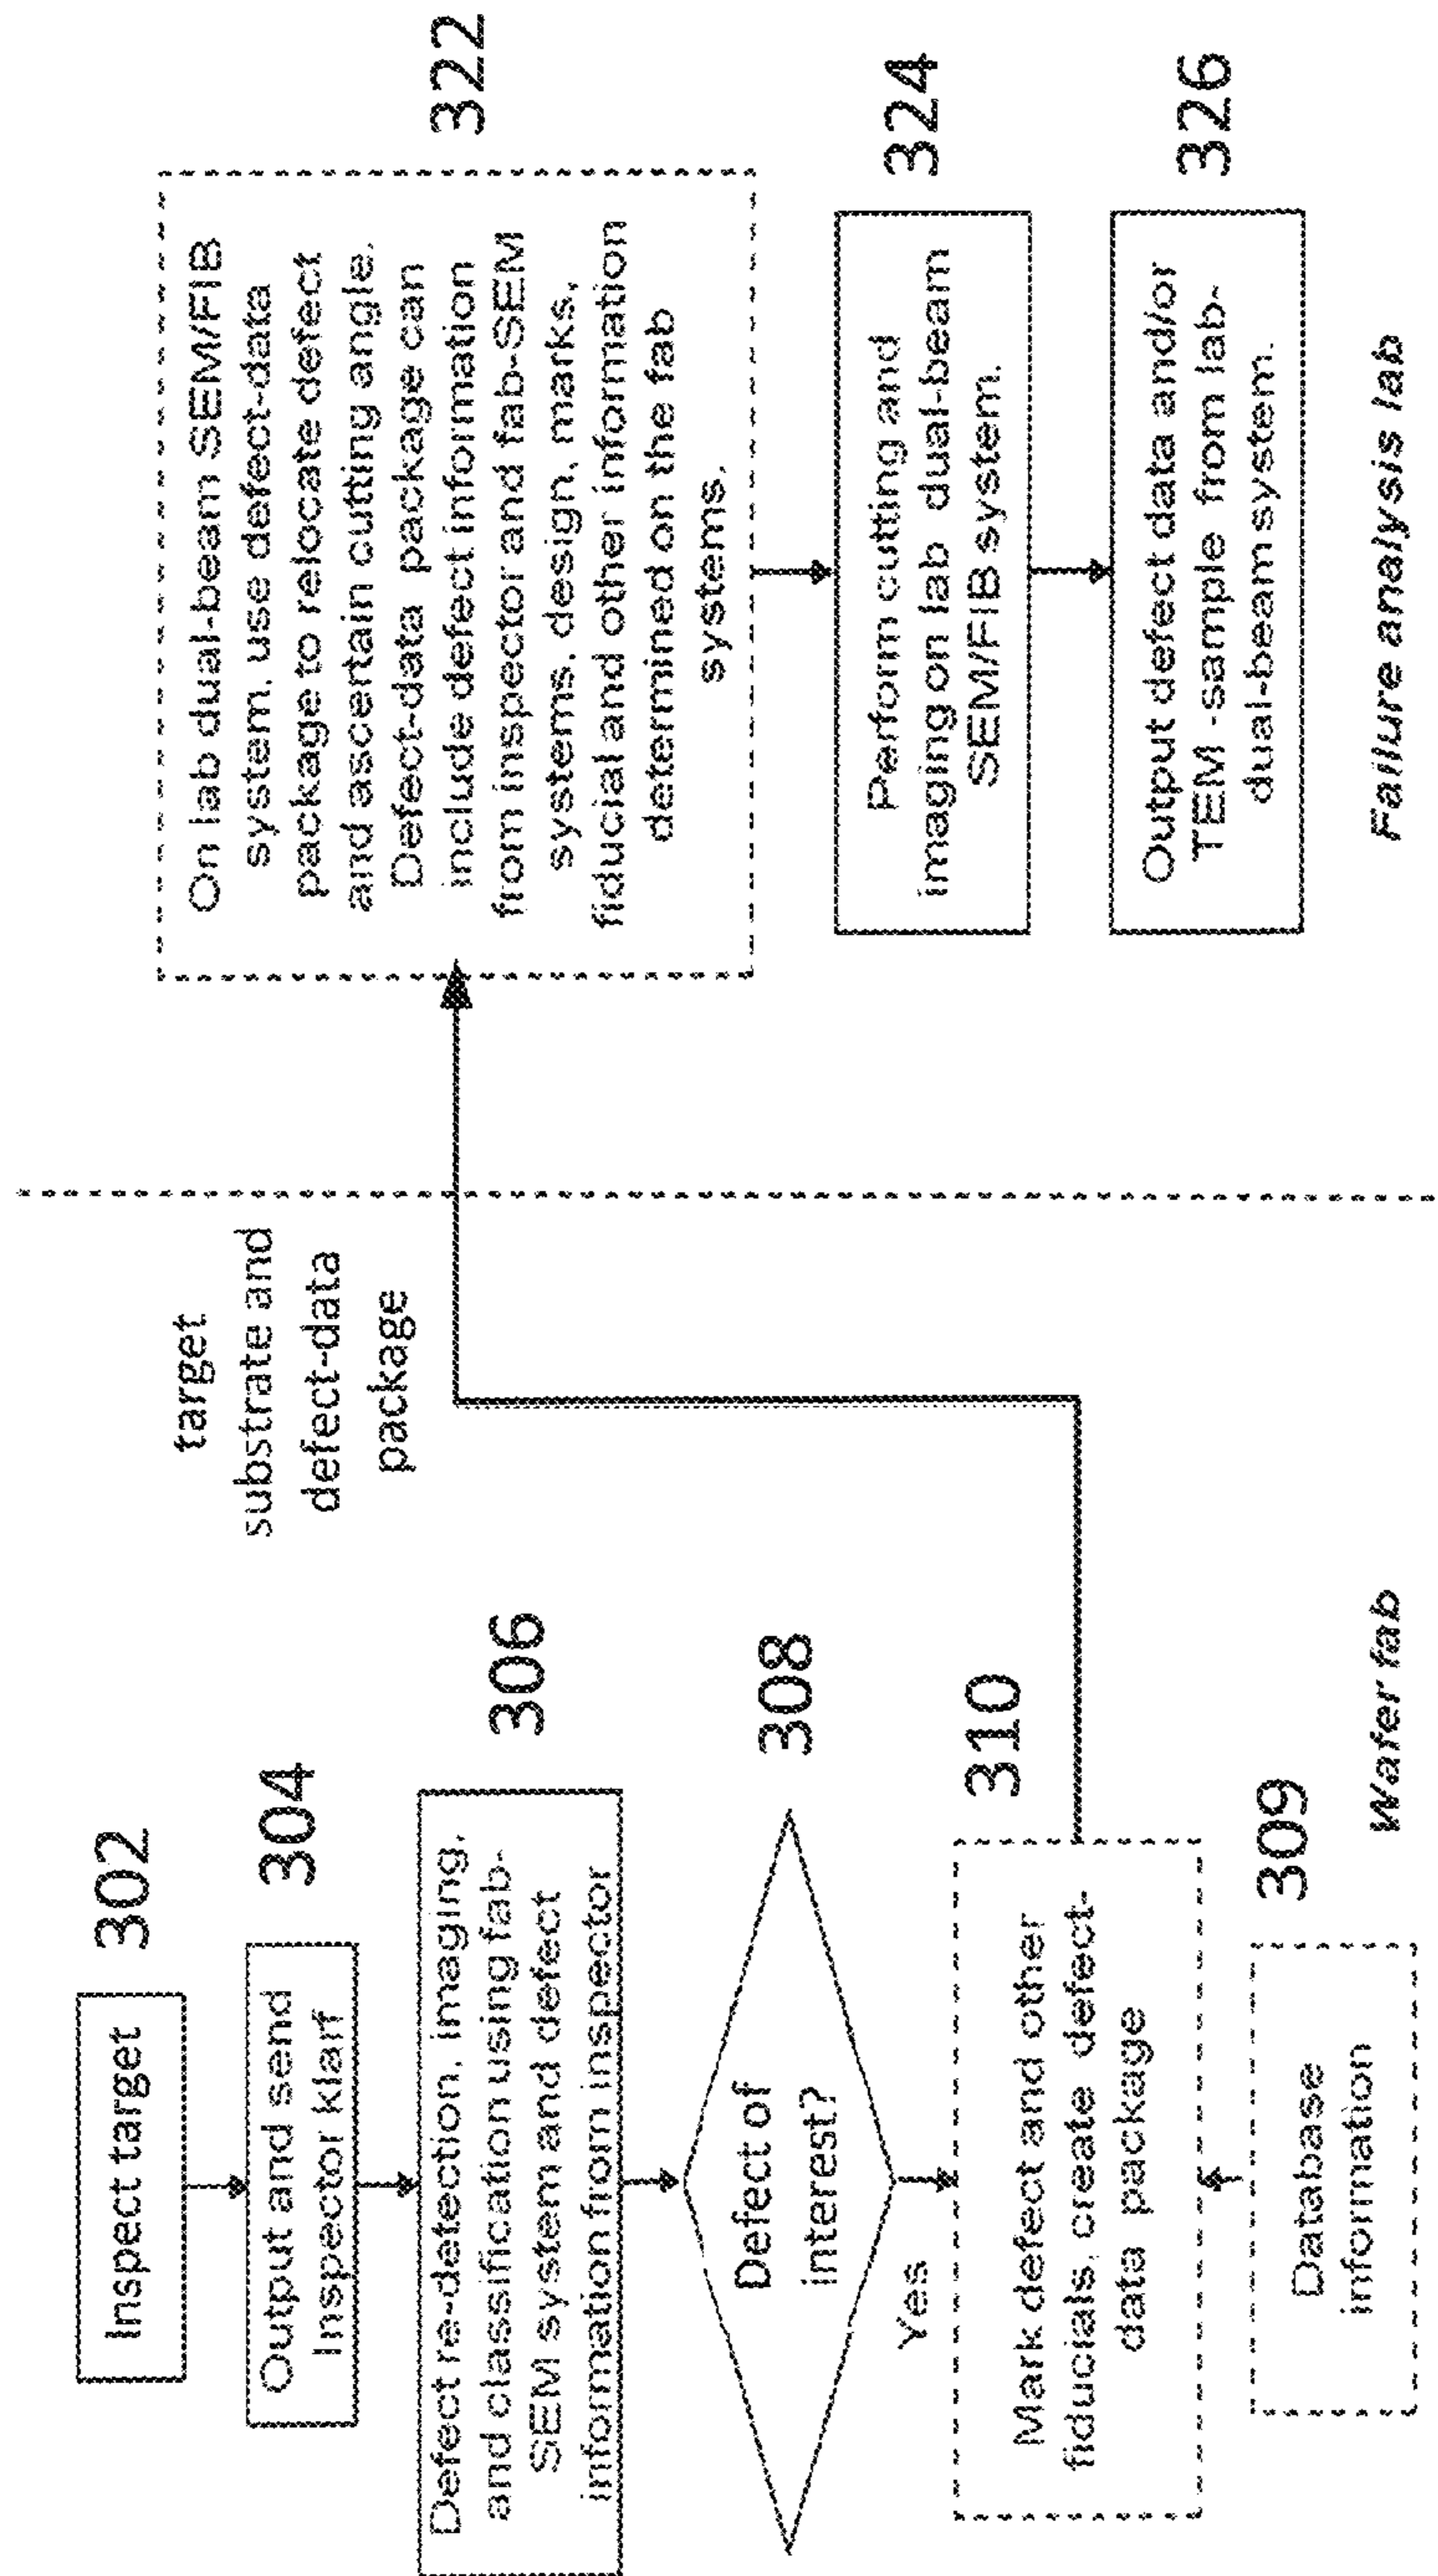 Inspect target
302
Output and send
Inspector klarf
304
Defect re-detection, imaging,
and classification using fab-
SEM system and defect
information from inspector
306
Defect of
interest?
308
Yes
Mark defect and other
fiducials, create defect-
data package
310
Database
information
309
Wafer fab
target
substrate and
defect-data
package
On lab dual-beam SEM/FIB
system, use defect-data
package to relocate defect
and ascertain cutting angle.
Defect-data package can
include defect information
from inspector and fab-SEM
systems, design, marks,
fiducial and other information
determined on the fab
systems.
322
Perform cutting and
imaging on lab dual-beam
SEM/FIB system.
324
Output defect data and/or
TEM -sample from lab-
dual-beam system.
326
Failure analysis lab